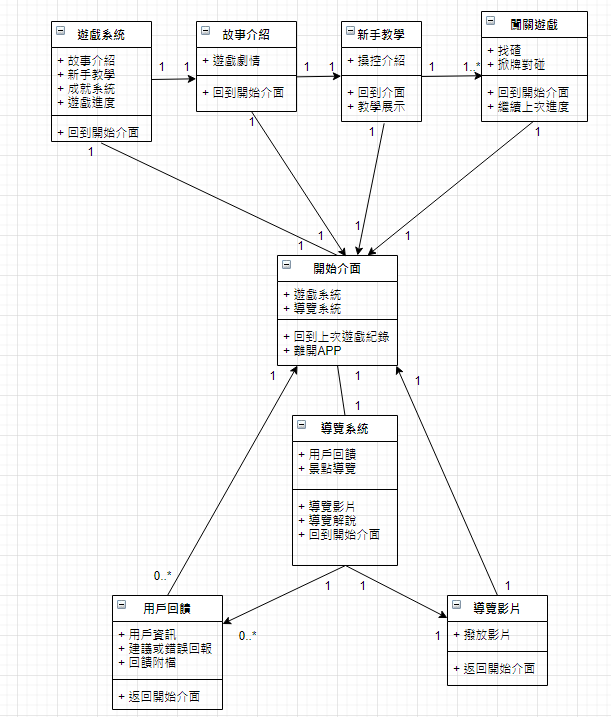 遊戲系統
+ 故事介紹
+ 新手教學
+ 成就系統
+ 遊戲進度
+ 回到開始介面
1
1
1
故事介紹
+ 遊戲劇情
+ 回到開始介面
1
1
1
新手教學
+ 操控介紹
+ 回到介面
+ 教學展示
1
1..*
1
闖關遊戲
+ 找碴
+ 掀牌對碰
+ 回到開始介面
+ 繼續上次進度
1
1
1
1
1
開始介面
+ 遊戲系統
+ 導覽系統
+ 回到上次遊戲紀錄
+ 離開APP
1
1
1
1
導覽系統
+ 用戶回饋
+ 景點導覽
+ 導覽影片
+ 導覽解說
+ 回到開始介面
0..*
1
1
1
0..*
1
用戶回饋
+ 用戶資訊
+ 建議或錯誤回報
+ 回饋附檔
+ 返回開始介面
導覽影片
+ 撥放影片
+ 返回開始介面